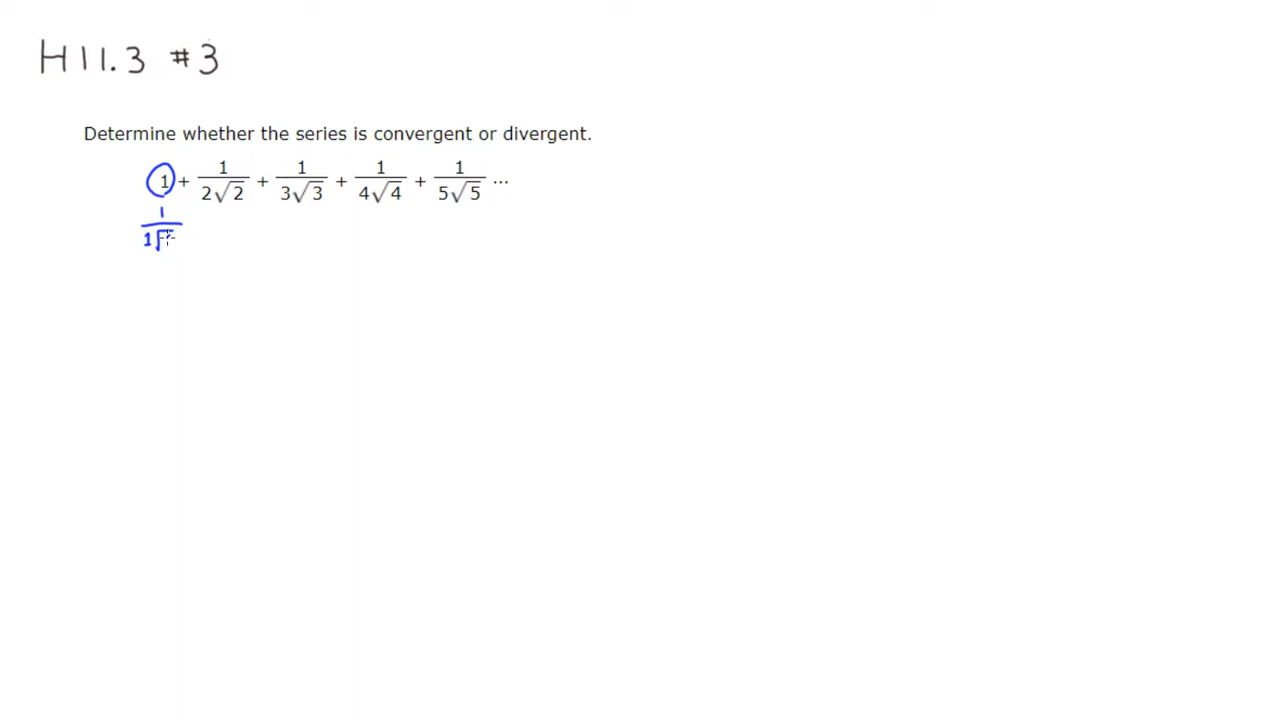 H11.3 #3
Determine whether the series is convergent or divergent.
1 + 1/(2√2) + 1/(3√3) + 1/(4√4) + 1/(5√5) ...
1/(1√